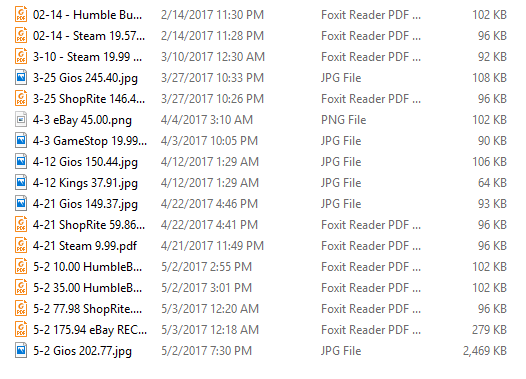 02-14 - Humble Bu... 2/14/2017 11:30 PM Foxit Reader PDF ... 102 KB
02-14 - Steam 19.57... 2/14/2017 11:28 PM Foxit Reader PDF ... 96 KB
3-10 - Steam 19.99 ... 3/10/2017 12:30 AM Foxit Reader PDF ... 92 KB
3-25 Gios 245.40.jpg 3/27/2017 10:33 PM JPG File 108 KB
3-25 ShopRite 146.4... 3/27/2017 10:26 PM Foxit Reader PDF ... 96 KB
4-3 eBay 45.00.png 4/4/2017 3:10 AM PNG File 102 KB
4-3 GameStop 19.99... 4/3/2017 10:05 PM JPG File 90 KB
4-12 Gios 150.44.jpg 4/12/2017 1:29 AM JPG File 106 KB
4-12 Kings 37.91.jpg 4/12/2017 1:29 AM JPG File 64 KB
4-21 Gios 149.37.jpg 4/22/2017 4:46 PM JPG File 93 KB
4-21 ShopRite 59.86... 4/22/2017 4:41 PM Foxit Reader PDF ... 96 KB
4-21 Steam 9.99.pdf 4/21/2017 11:49 PM Foxit Reader PDF ... 96 KB
5-2 10.00 HumbleB... 5/2/2017 2:55 PM Foxit Reader PDF ... 102 KB
5-2 35.00 HumbleB... 5/2/2017 3:01 PM Foxit Reader PDF ... 102 KB
5-2 77.98 ShopRite.... 5/3/2017 12:20 AM Foxit Reader PDF ... 96 KB
5-2 175.94 eBay REC... 5/3/2017 12:18 AM Foxit Reader PDF ... 279 KB
5-2 Gios 202.77.jpg 5/2/2017 7:30 PM JPG File 2,469 KB